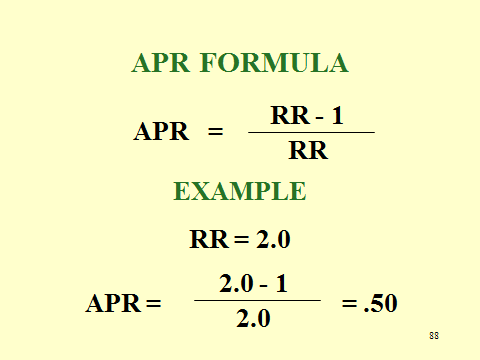 APR FORMULA
APR = RR - 1
RR
EXAMPLE
RR = 2.0
APR = 2.0 - 1 = .50
2.0
88